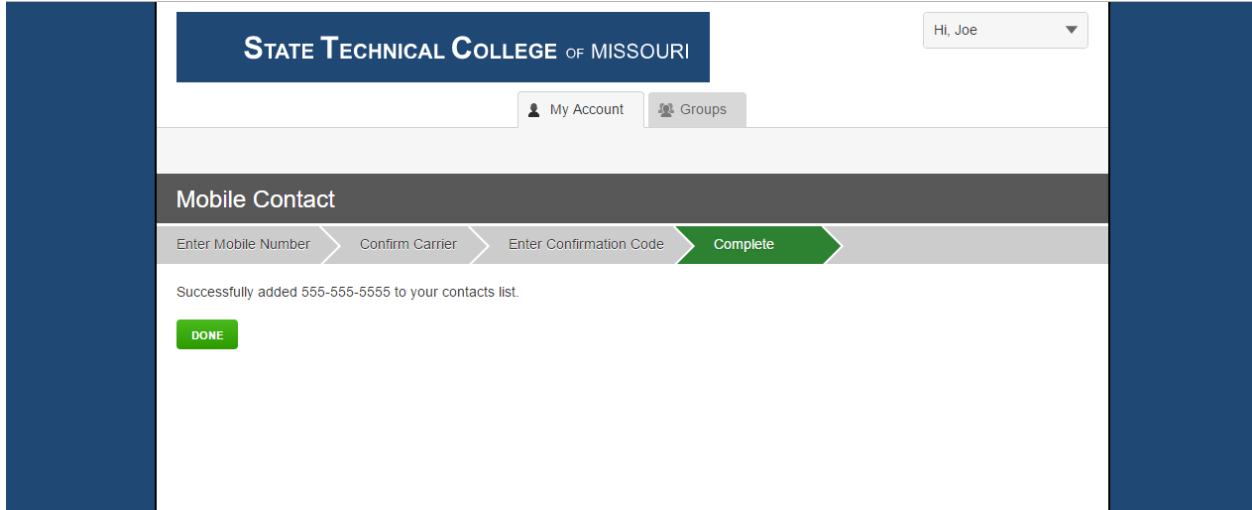 STATE TECHNICAL COLLEGE OF MISSOURI
Hi, Joe
My Account
Groups
Mobile Contact
Enter Mobile Number
Confirm Carrier
Enter Confirmation Code
Complete
Successfully added 555-555-5555 to your contacts list.
DONE